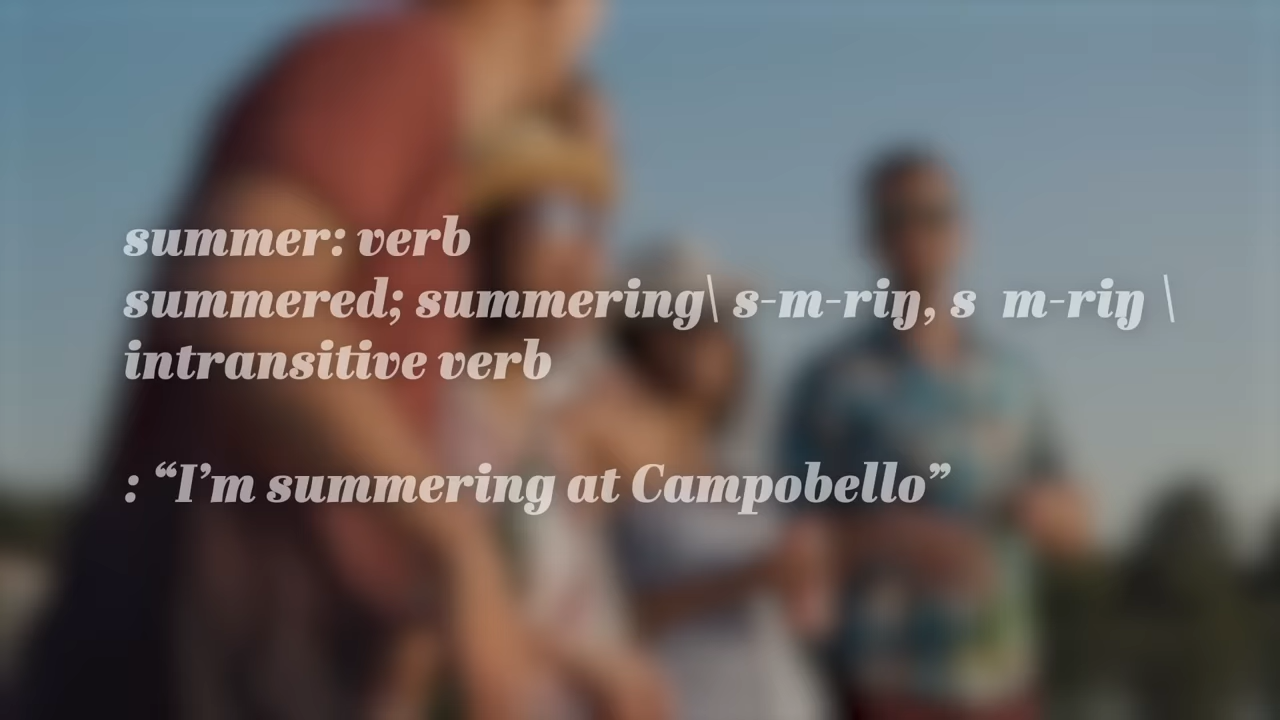 summer: verb
summered; summering\ s-m-riŋ, s m-riŋ \
intransitive verb
: “I’m summering at Campobello”